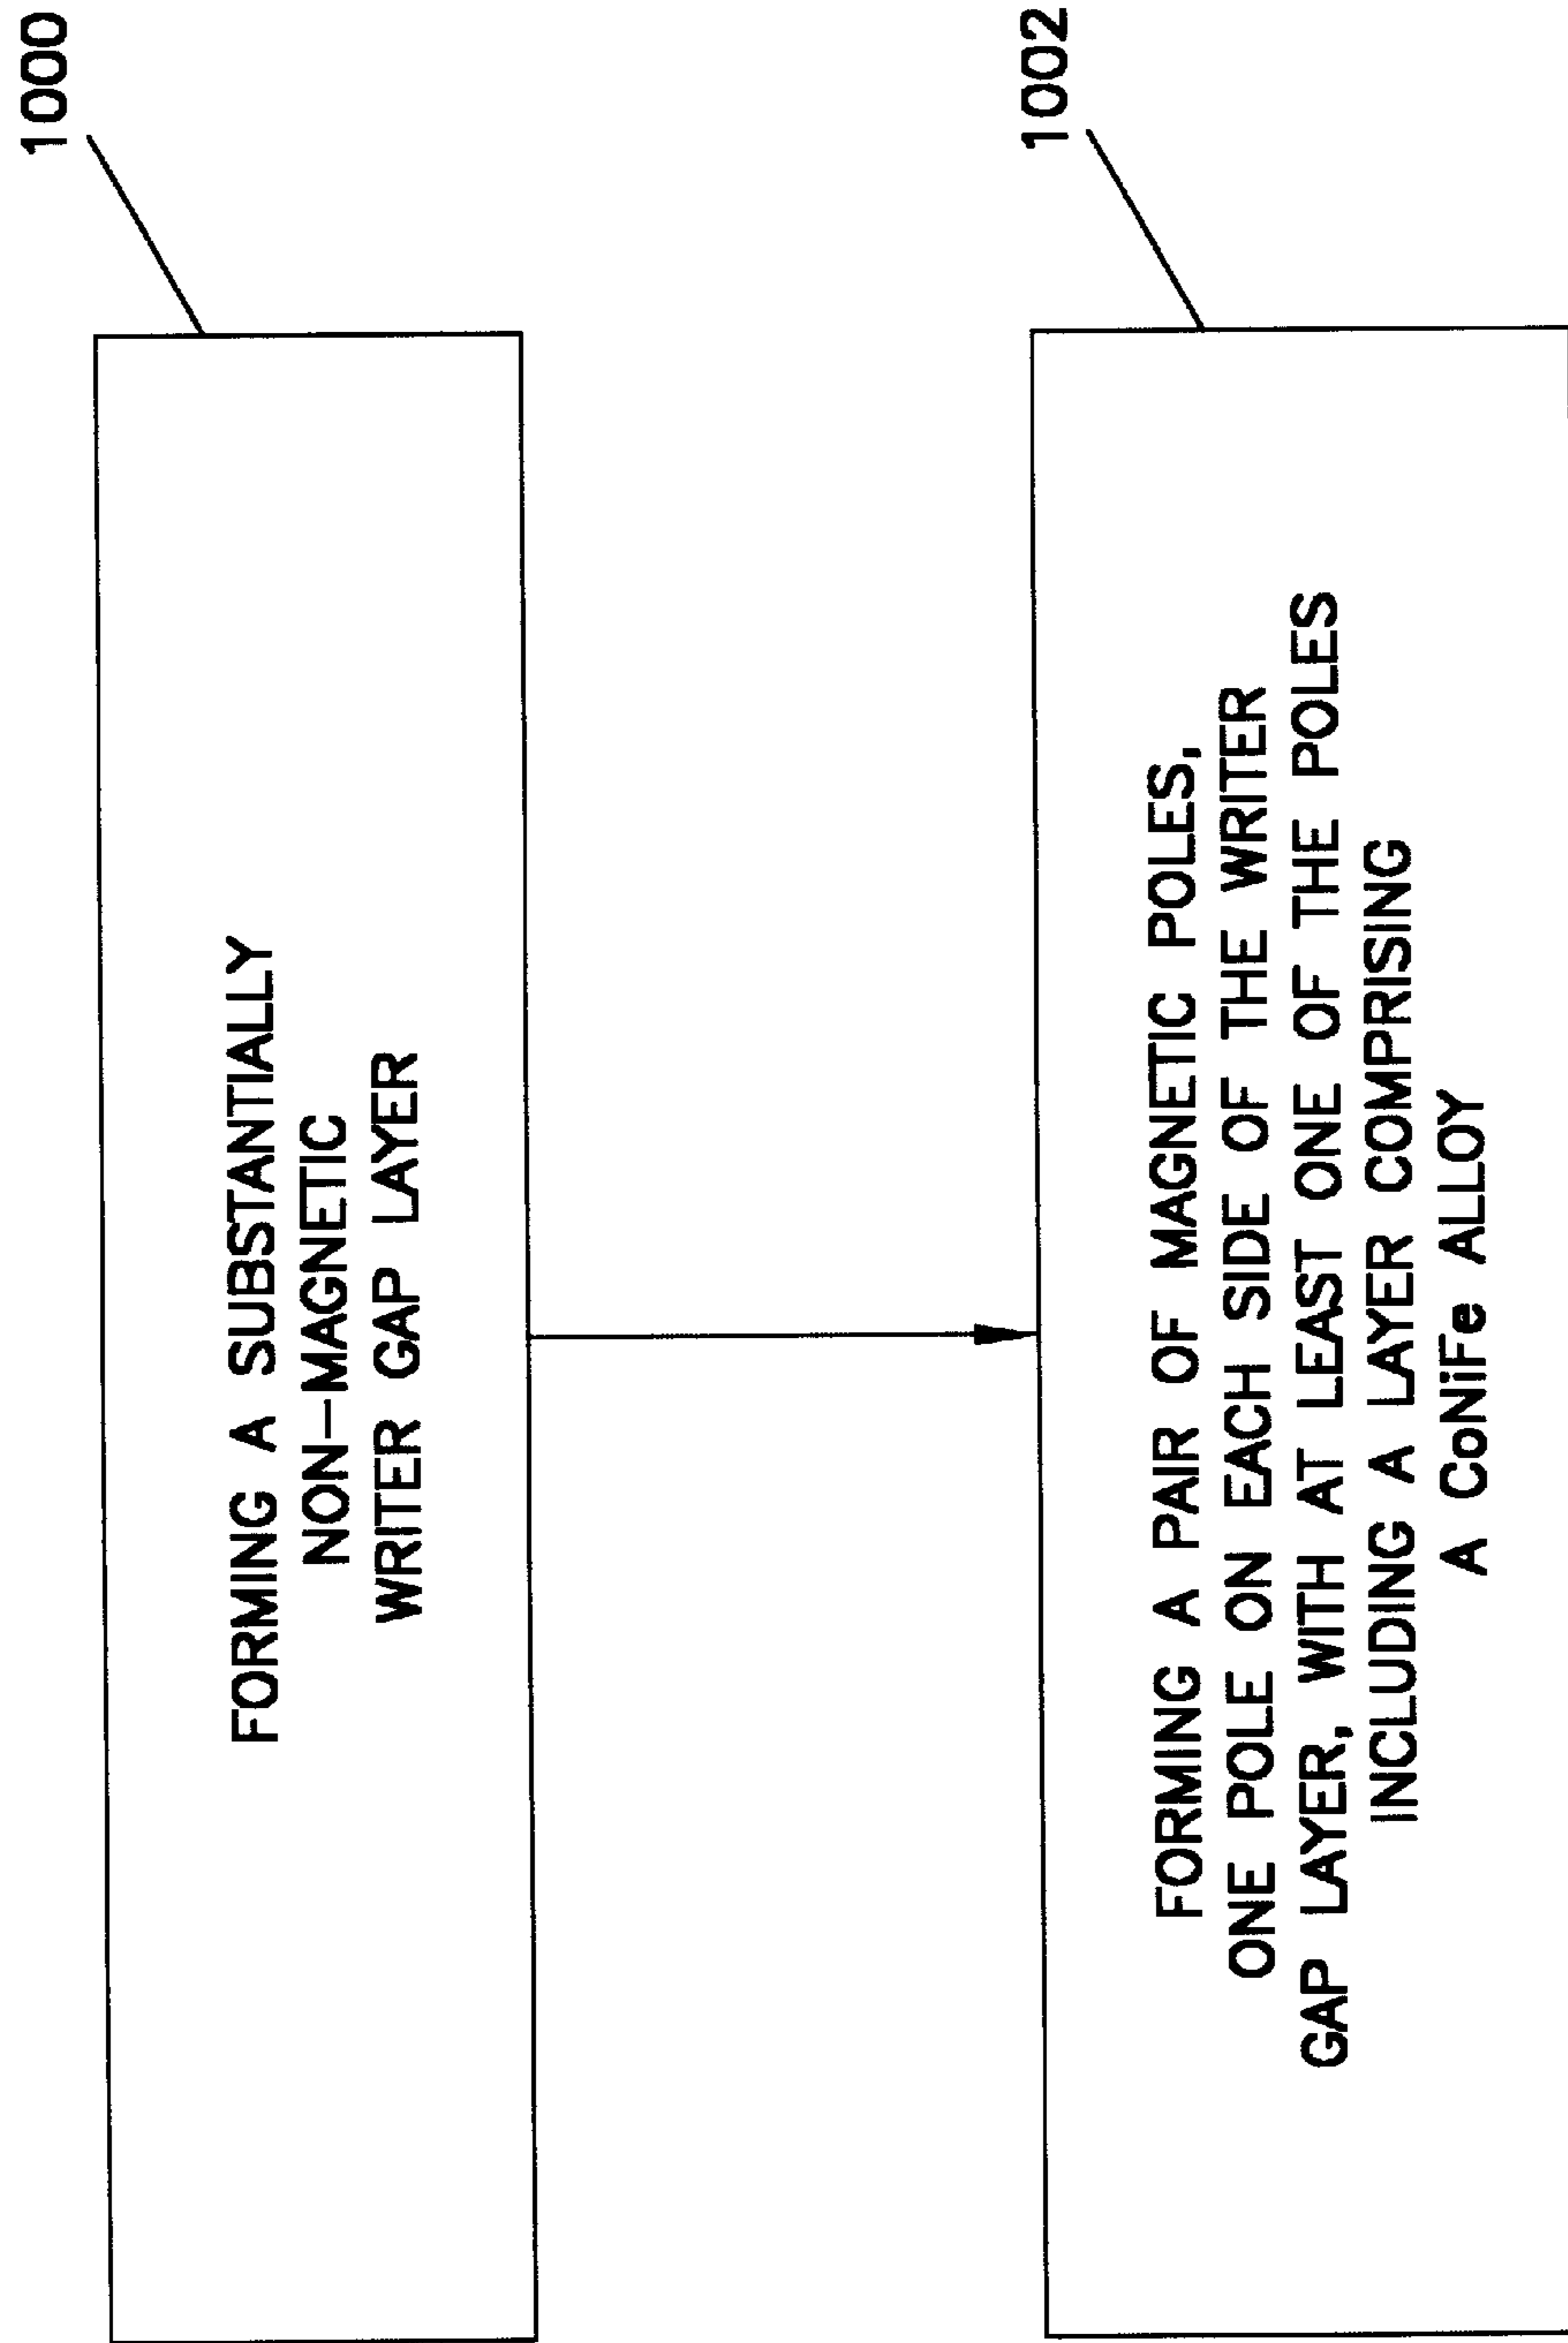 1000
FORMING A SUBSTANTIALLY
NON-MAGNETIC
WRITER GAP LAYER
1002
FORMING A PAIR OF MAGNETIC POLES,
ONE POLE ON EACH SIDE OF THE WRITER
GAP LAYER, WITH AT LEAST ONE OF THE POLES
INCLUDING A LAYER COMPRISING
A CoNiFe ALLOY